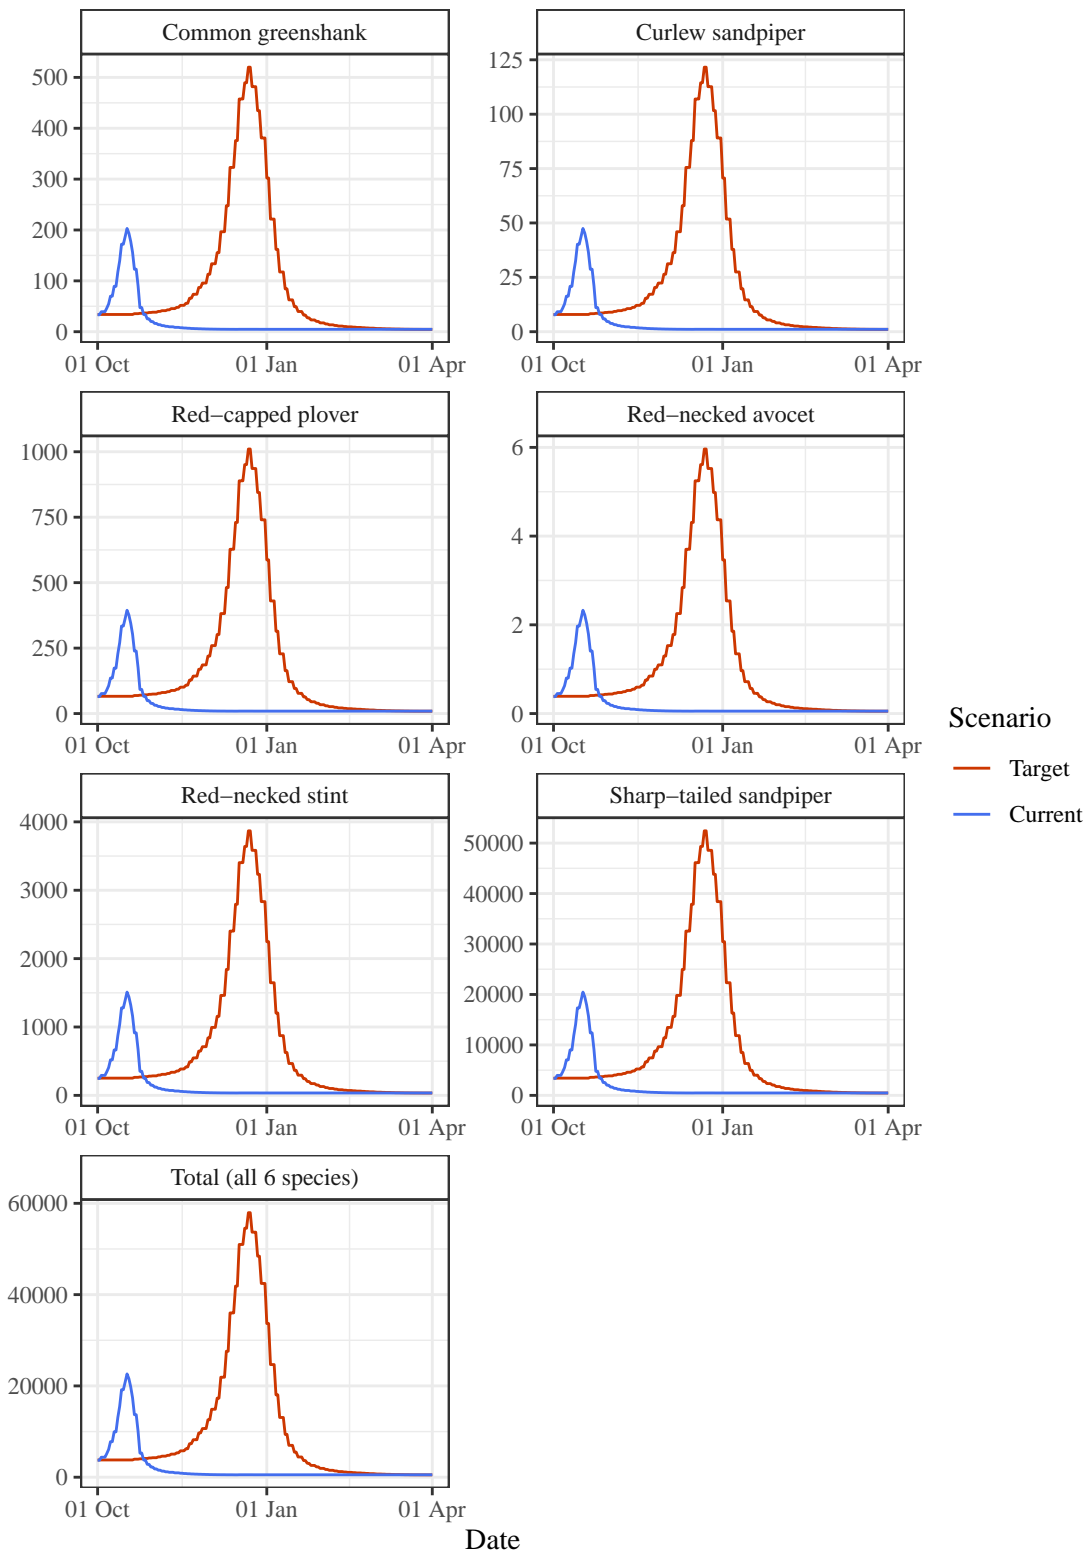 Common greenshank
500
400
300
200
100
0
01 Oct 01 Jan 01 Apr
Curlew sandpiper
125
100
75
50
25
0
01 Oct 01 Jan 01 Apr
Red−capped plover
1000
750
500
250
0
01 Oct 01 Jan 01 Apr
Red−necked avocet
6
4
2
0
01 Oct 01 Jan 01 Apr
Red−necked stint
4000
3000
2000
1000
0
01 Oct 01 Jan 01 Apr
Sharp−tailed sandpiper
50000
40000
30000
20000
10000
0
01 Oct 01 Jan 01 Apr
Total (all 6 species)
60000
40000
20000
0
01 Oct 01 Jan 01 Apr
Date
Scenario
Target
Current